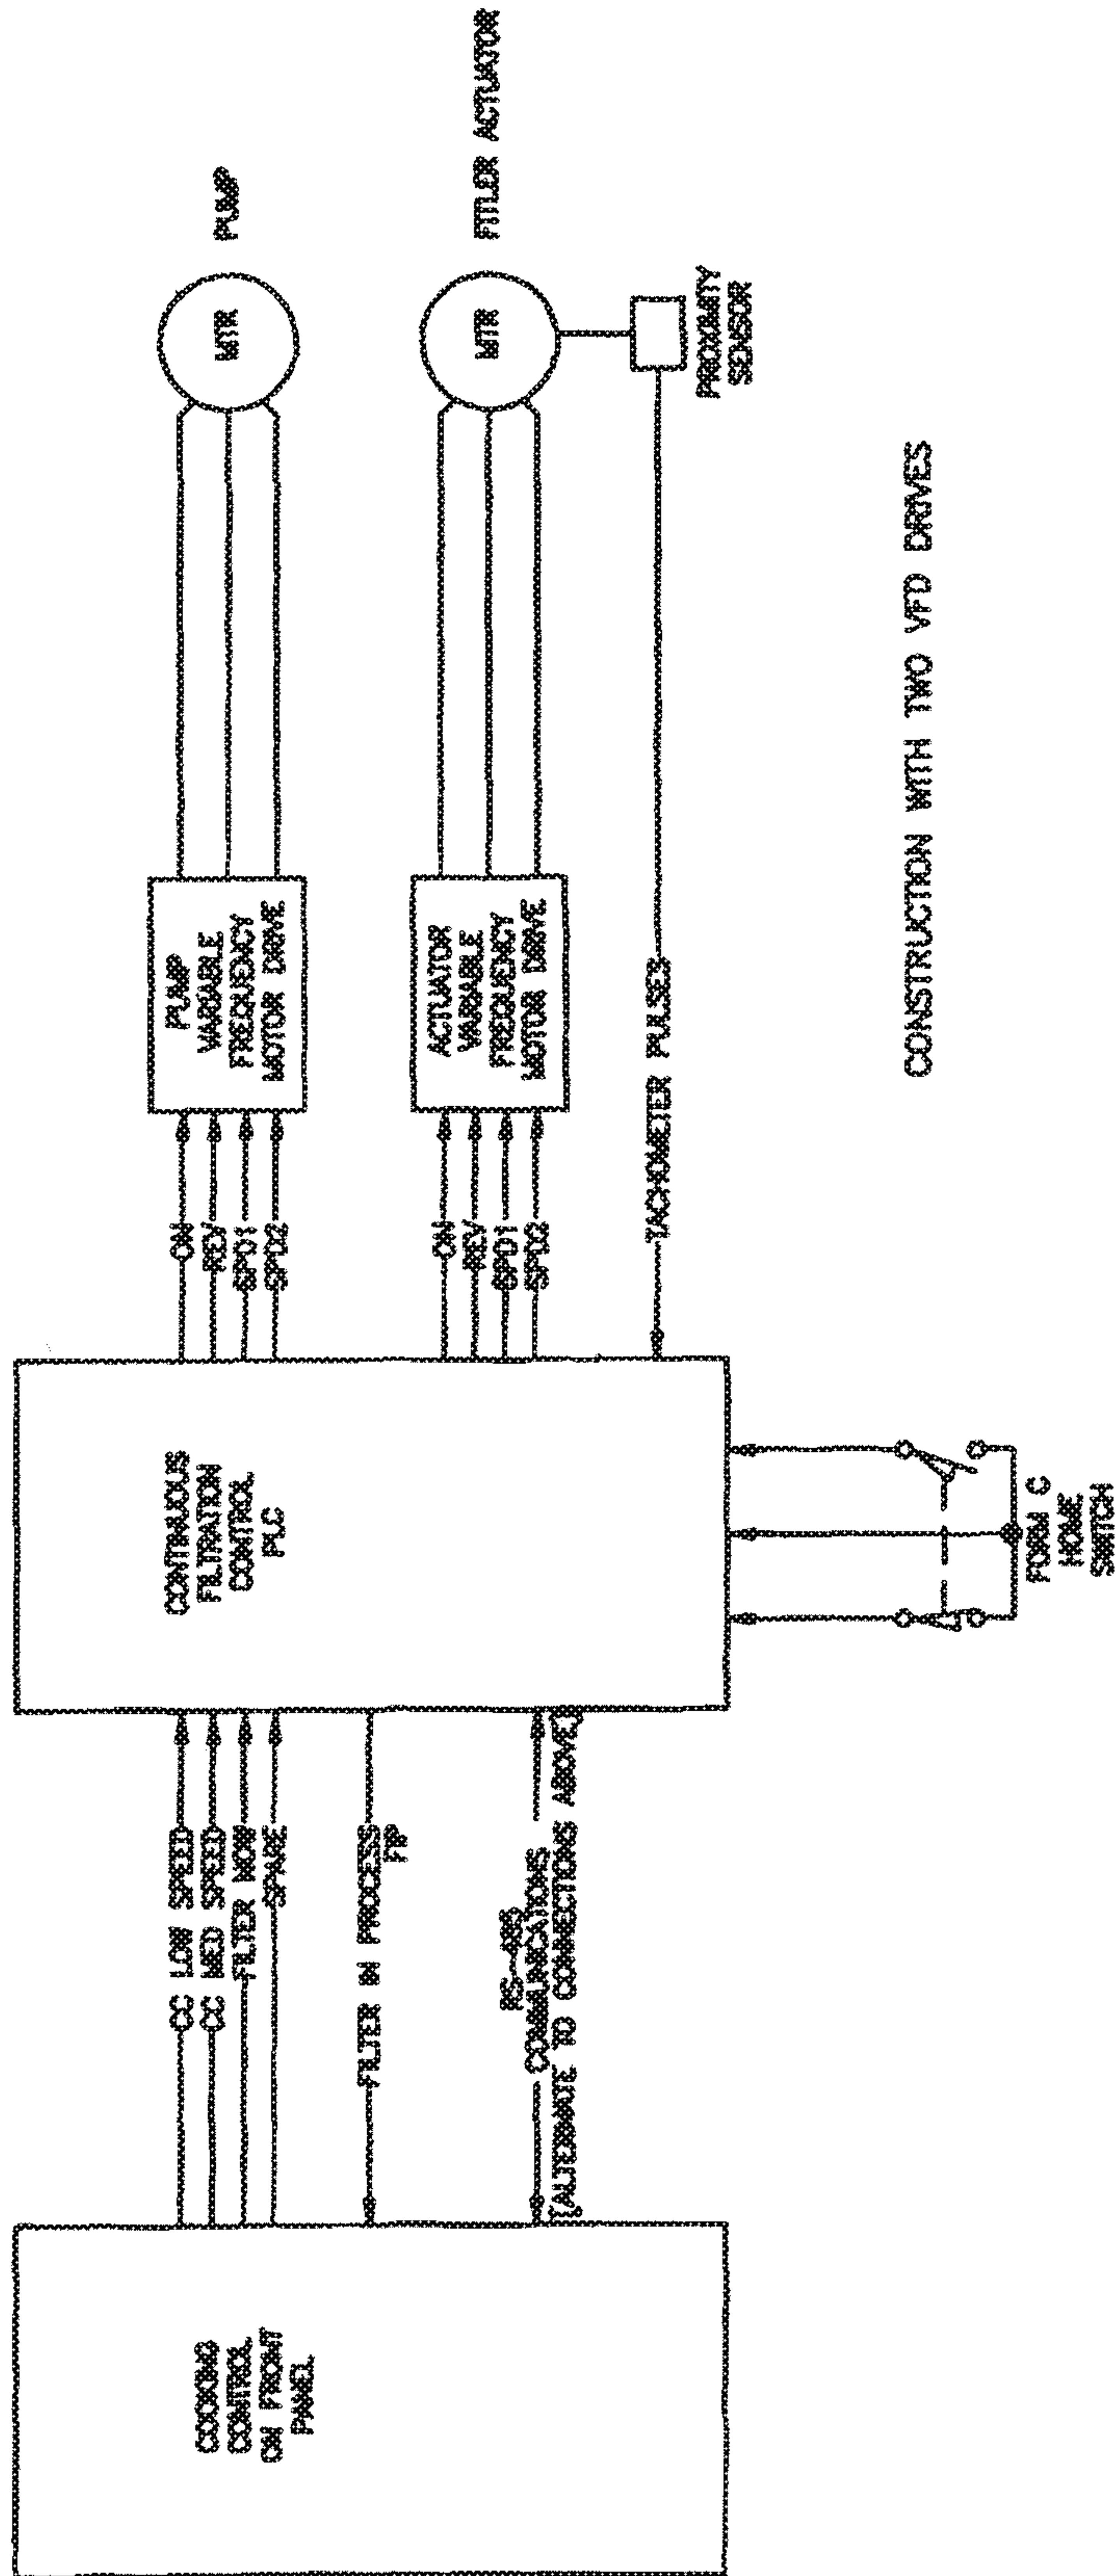 COOKING
CONTROL
ON FRONT
PANEL
CC LOW SPEED
CC MED SPEED
FILTER NOW
SPARE
FILTER IN PROCESS
FIP
RS-485
COMMUNICATIONS
[ALTERNATE TO CONNECTIONS ABOVE]
CONTINUOUS
FILTRATION
CONTROL
PLC
FORM C
HOME
SWITCH
ON
REV
SPD1
SPD2
ON
REV
SPD1
SPD2
TACHOMETER PULSES
PUMP
VARIABLE
FREQUENCY
MOTOR DRIVE
ACTUATOR
VARIABLE
FREQUENCY
MOTOR DRIVE
MTR
PUMP
MTR
FITLER ACTUATOR
PROXIMITY
SENSOR
CONSTRUCTION WITH TWO VFD DRIVES